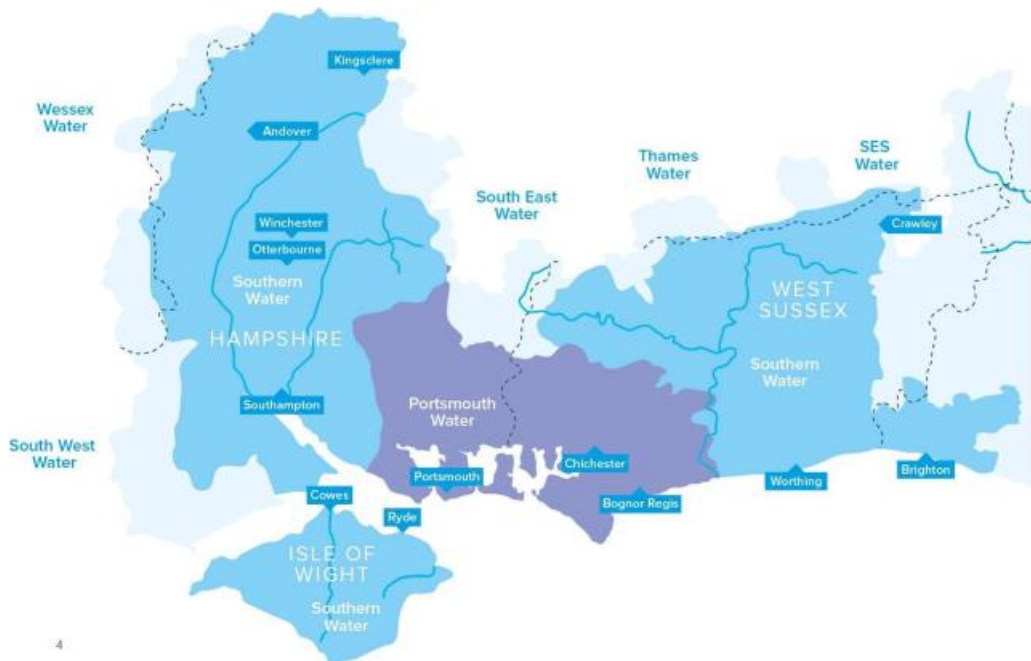 Kingsclere
Wessex
Water
Andover
Thames
Water
SES
Water
South East
Water
Winchester
Otterbourne
Crawley
Southern
Water
WEST
SUSSEX
HAMPSHIRE
Southern
Water
Southampton
Portsmouth
Water
South West
Water
Chichester
Portsmouth
Brighton
Worthing
Cowes
Bognor Regis
Ryde
ISLE OF
WIGHT
Southern
Water
4